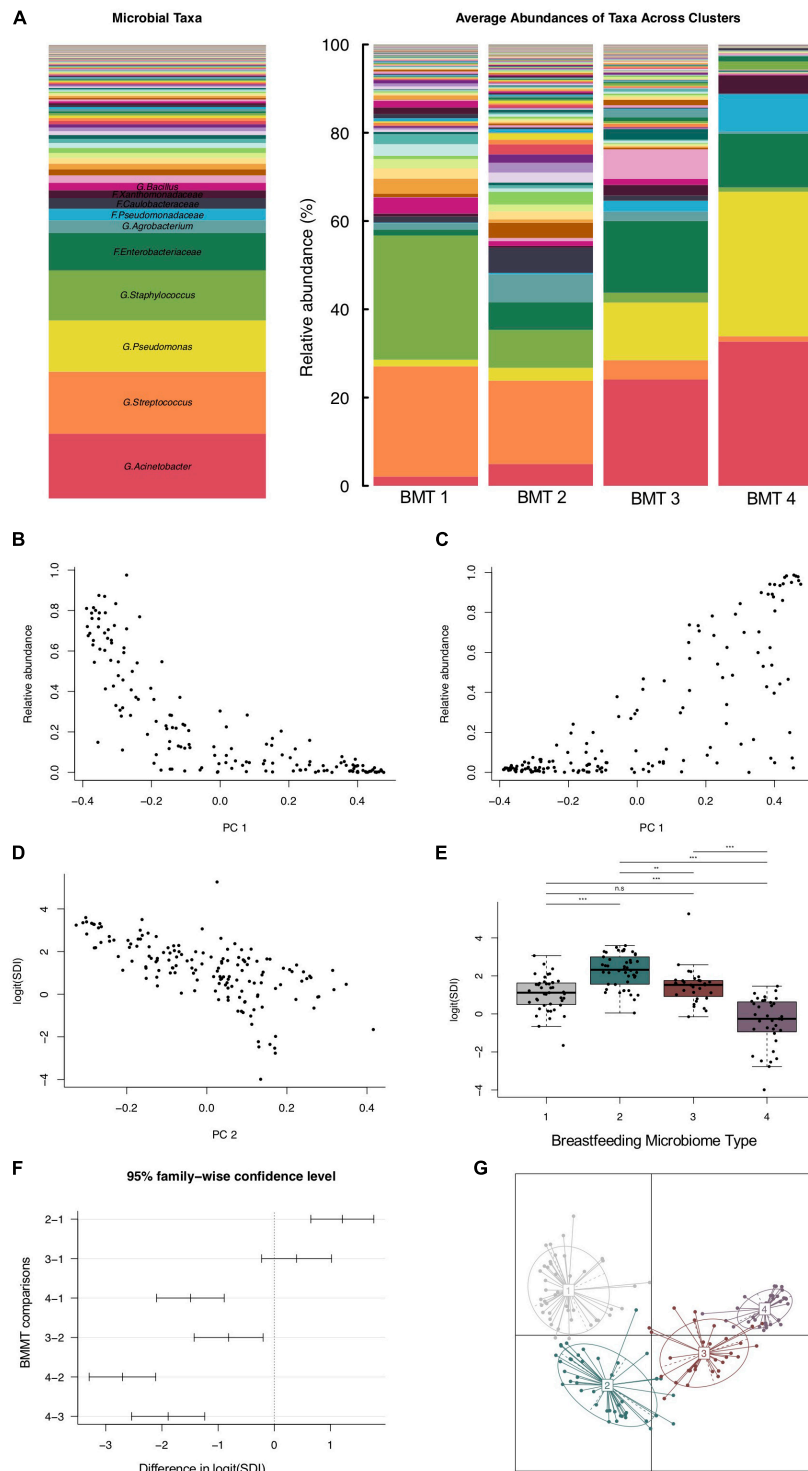 A
Microbial Taxa
Average Abundances of Taxa Across Clusters
G.Bacillus
F.Xanthomonadaceae
F.Caulobacteraceae
F.Pseudomonadaceae
G.Agrobacterium
F.Enterobacteriaceae
G.Staphylococcus
G.Pseudomonas
G.Streptococcus
G.Acinetobacter
Relative abundance (%)
100
80
60
40
20
0
BMT 1
BMT 2
BMT 3
BMT 4
B
Relative abundance
1.0
0.8
0.6
0.4
0.2
0.0
−0.4
−0.2
0.0
0.2
0.4
PC 1
C
Relative abundance
1.0
0.8
0.6
0.4
0.2
0.0
−0.4
−0.2
0.0
0.2
0.4
PC 1
D
logit(SDI)
4
2
0
−2
−4
−0.2
0.0
0.2
0.4
PC 2
E
***
***
**
***
n.s
***
logit(SDI)
4
2
0
−2
−4
1
2
3
4
Breastfeeding Microbiome Type
F
95% family−wise confidence level
BMMT comparisons
2−1
3−1
4−1
3−2
4−2
4−3
−3
−2
−1
0
1
Difference in logit(SDI)
G
1
2
3
4